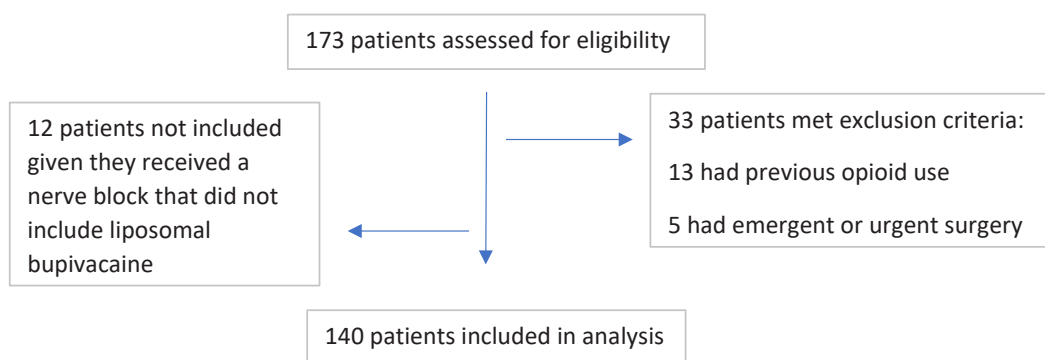 173 patients assessed for eligibility
12 patients not included
given they received a
nerve block that did not
include liposomal
bupivacaine
33 patients met exclusion criteria:
13 had previous opioid use
5 had emergent or urgent surgery
140 patients included in analysis